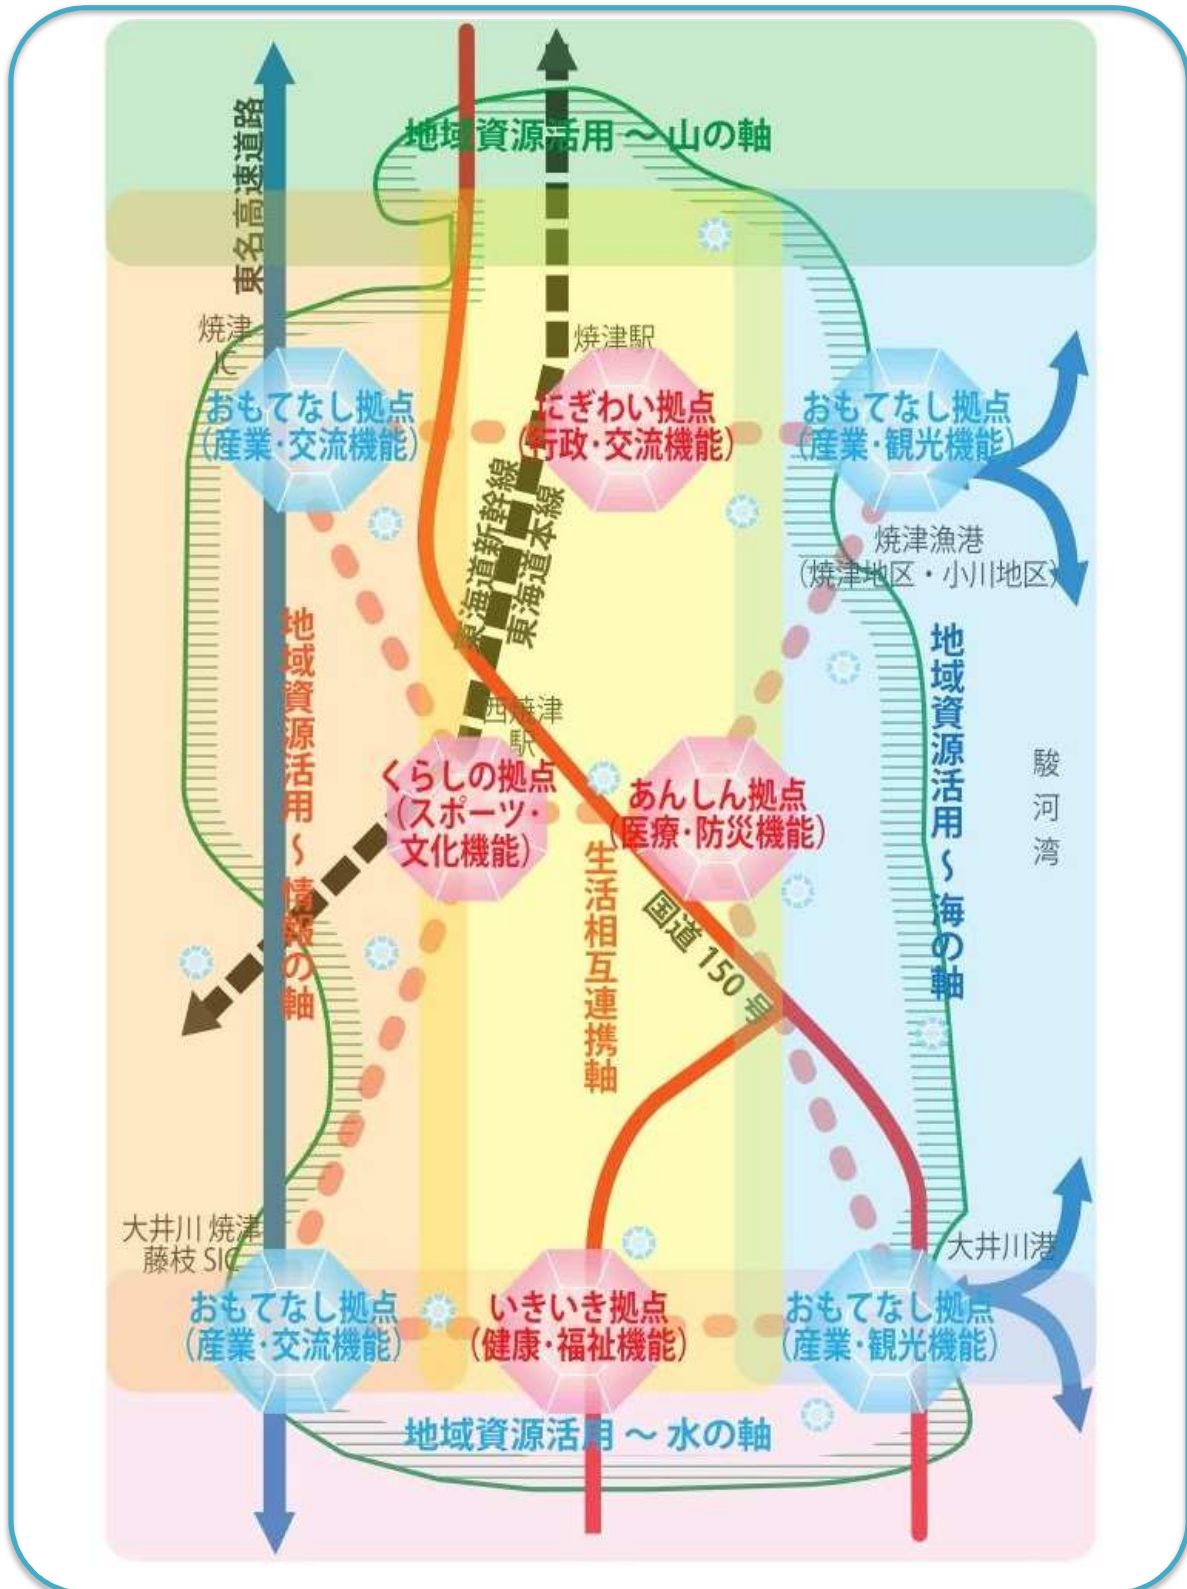 地域資源活用 ～ 山の軸
東名高速道路
焼津
IC
焼津駅
おもてなし拠点
（産業・交流機能）
にぎわい拠点
（行政・交流機能）
おもてなし拠点
（産業・観光機能）
東海道新幹線
東海道本線
焼津漁港
（焼津地区・小川地区）
地域資源活用 ～ 情報の軸
地域資源活用 ～ 海の軸
駿河湾
西焼津
駅
くらしの拠点
（スポーツ・
文化機能）
あんしん拠点
（医療・防災機能）
生活相互連携軸
国道 150 号
大井川 焼津
藤枝 SIC
大井川港
おもてなし拠点
（産業・交流機能）
いきいき拠点
（健康・福祉機能）
おもてなし拠点
（産業・観光機能）
地域資源活用 ～ 水の軸